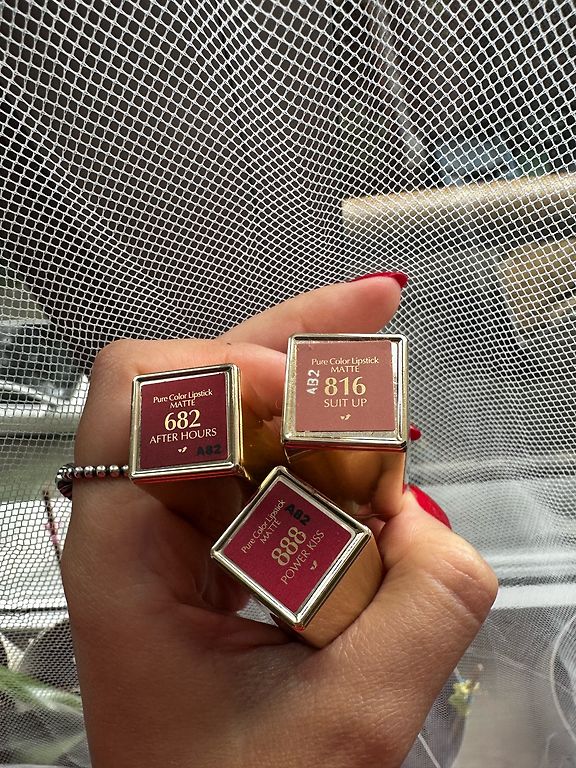 Pure Color Lipstick
MATTE
682
AFTER HOURS
A82
Pure Color Lipstick
MATTE
AB2
816
SUIT UP
Pure Color Lipstick
MATTE
A82
888
POWER KISS